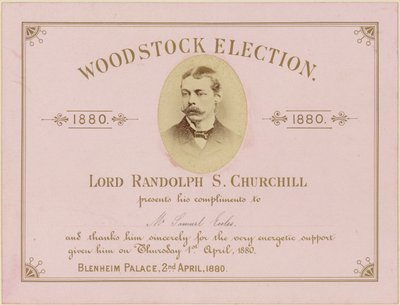 WOODSTOCK ELECTION.
1880. 1880.
LORD RANDOLPH S. CHURCHILL
presents his compliments to
Mr Samuel Eeles.
and thanks him sincerely for the very energetic support
given him on Thursday 1st April, 1880.
BLENHEIM PALACE, 2nd APRIL, 1880.